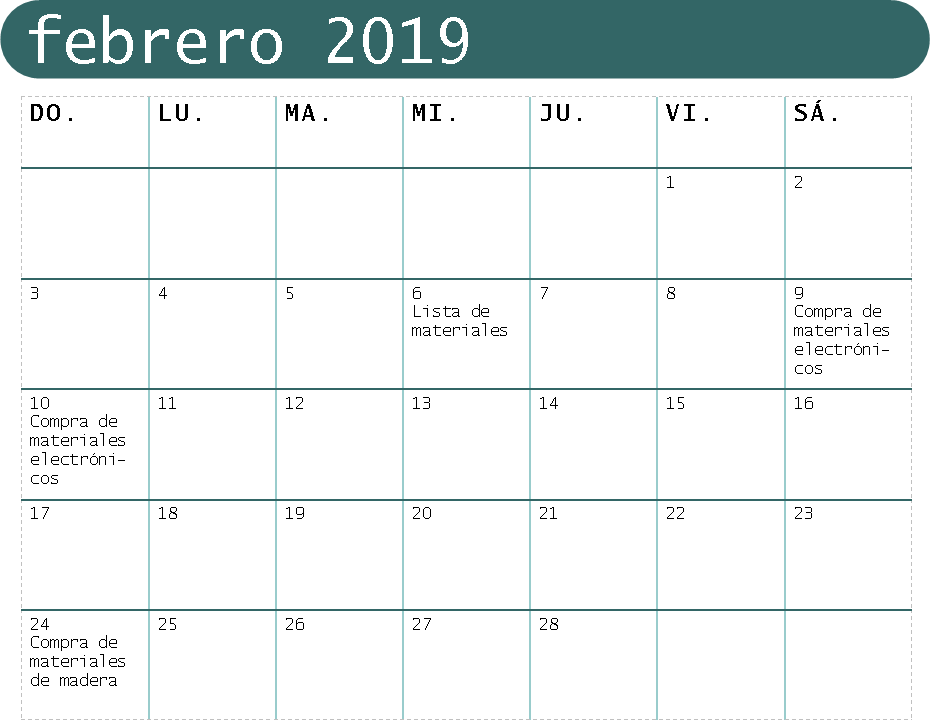 febrero 2019
DO. LU. MA. MI. JU. VI. SÁ.
1 2
3 4 5 6 7 8 9
Lista de
materiales
Compra de
materiales
electróni-
cos
10 11 12 13 14 15 16
Compra de
materiales
electróni-
cos
17 18 19 20 21 22 23
24 25 26 27 28
Compra de
materiales
de madera